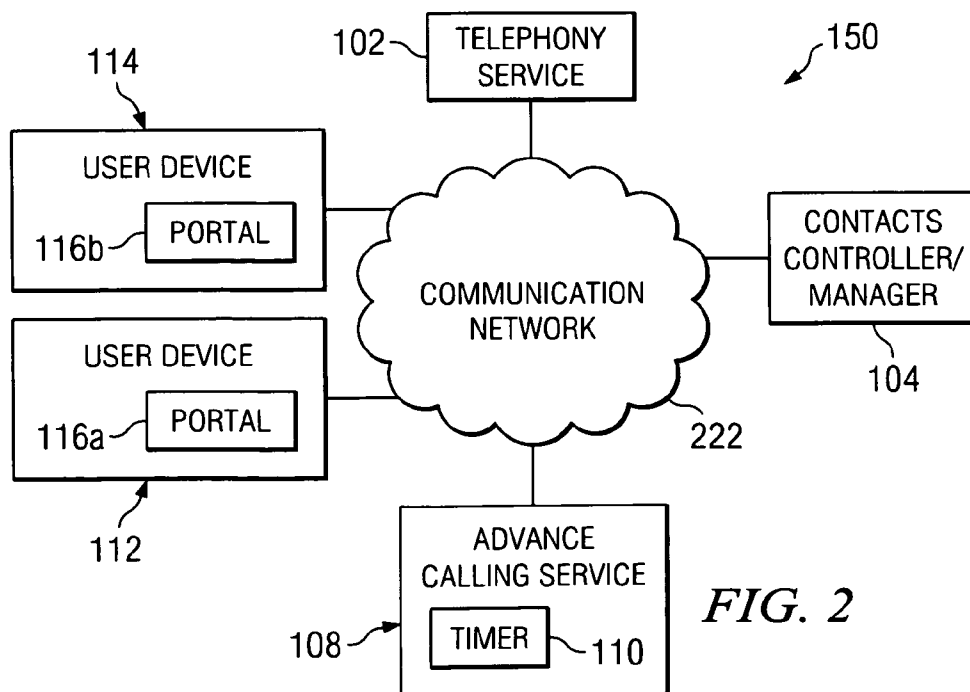 102
TELEPHONY
SERVICE
150
114
USER DEVICE
116b
PORTAL
CONTACTS
CONTROLLER/
MANAGER
104
COMMUNICATION
NETWORK
222
USER DEVICE
116a
PORTAL
112
ADVANCE
CALLING SERVICE
108
TIMER
110
FIG. 2